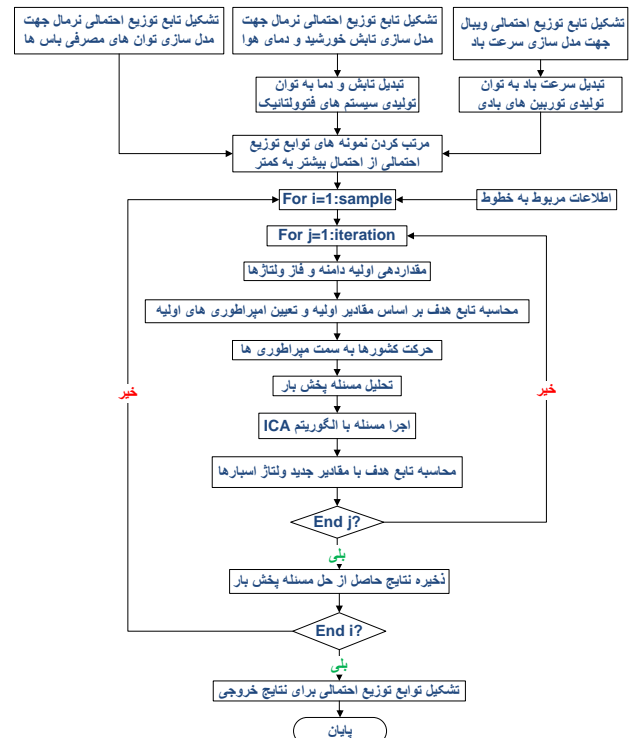 تشکیل تابع توزیع احتمالی نرمال جهت
مدل سازی توان های مصرفی باس ها
تشکیل تابع توزیع احتمالی نرمال جهت
مدل سازی تابش خورشید و دمای هوا
تشکیل تابع توزیع احتمالی ویبال
جهت مدل سازی سرعت باد
تبدیل تابش و دما به توان
تولیدی سیستم های فتوولتائیک
تبدیل سرعت باد به توان
تولیدی توربین های بادی
مرتب کردن نمونه های توابع توزیع
احتمالی از احتمال بیشتر به کمتر
For i=1:sample
اطلاعات مربوط به خطوط
For j=1:iteration
مقداردهی اولیه دامنه و فاز ولتاژها
محاسبه تابع هدف بر اساس مقادیر اولیه و تعیین امپراطوری های اولیه
حرکت کشورها به سمت مپراطوری ها
خیر
خیر
تحلیل مسئله پخش بار
اجرا مسئله با الگوریتم ICA
محاسبه تابع هدف با مقادیر جدید ولتاژ اسبارها
End j?
بلی
ذخیره نتایج حاصل از حل مسئله پخش بار
End i?
بلی
تشکیل توابع توزیع احتمالی برای نتایج خروجی
پایان